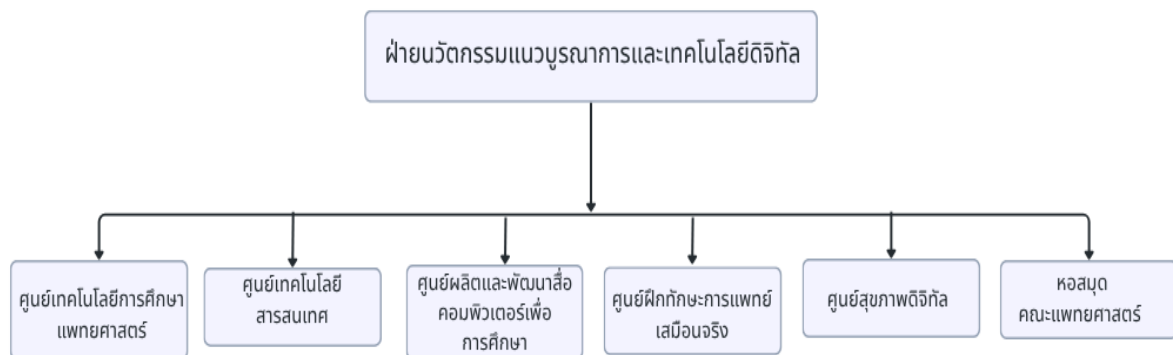 ฝ่ายนวัตกรรมแนวบูรณาการและเทคโนโลยีดิจิทัล
ศูนย์เทคโนโลยีการศึกษา
แพทยศาสตร์
ศูนย์เทคโนโลยี
สารสนเทศ
ศูนย์ผลิตและพัฒนาสื่อ
คอมพิวเตอร์เพื่อ
การศึกษา
ศูนย์ฝึกทักษะการแพทย์
เสมือนจริง
ศูนย์สุขภาพดิจิทัล
หอสมุด
คณะแพทยศาสตร์